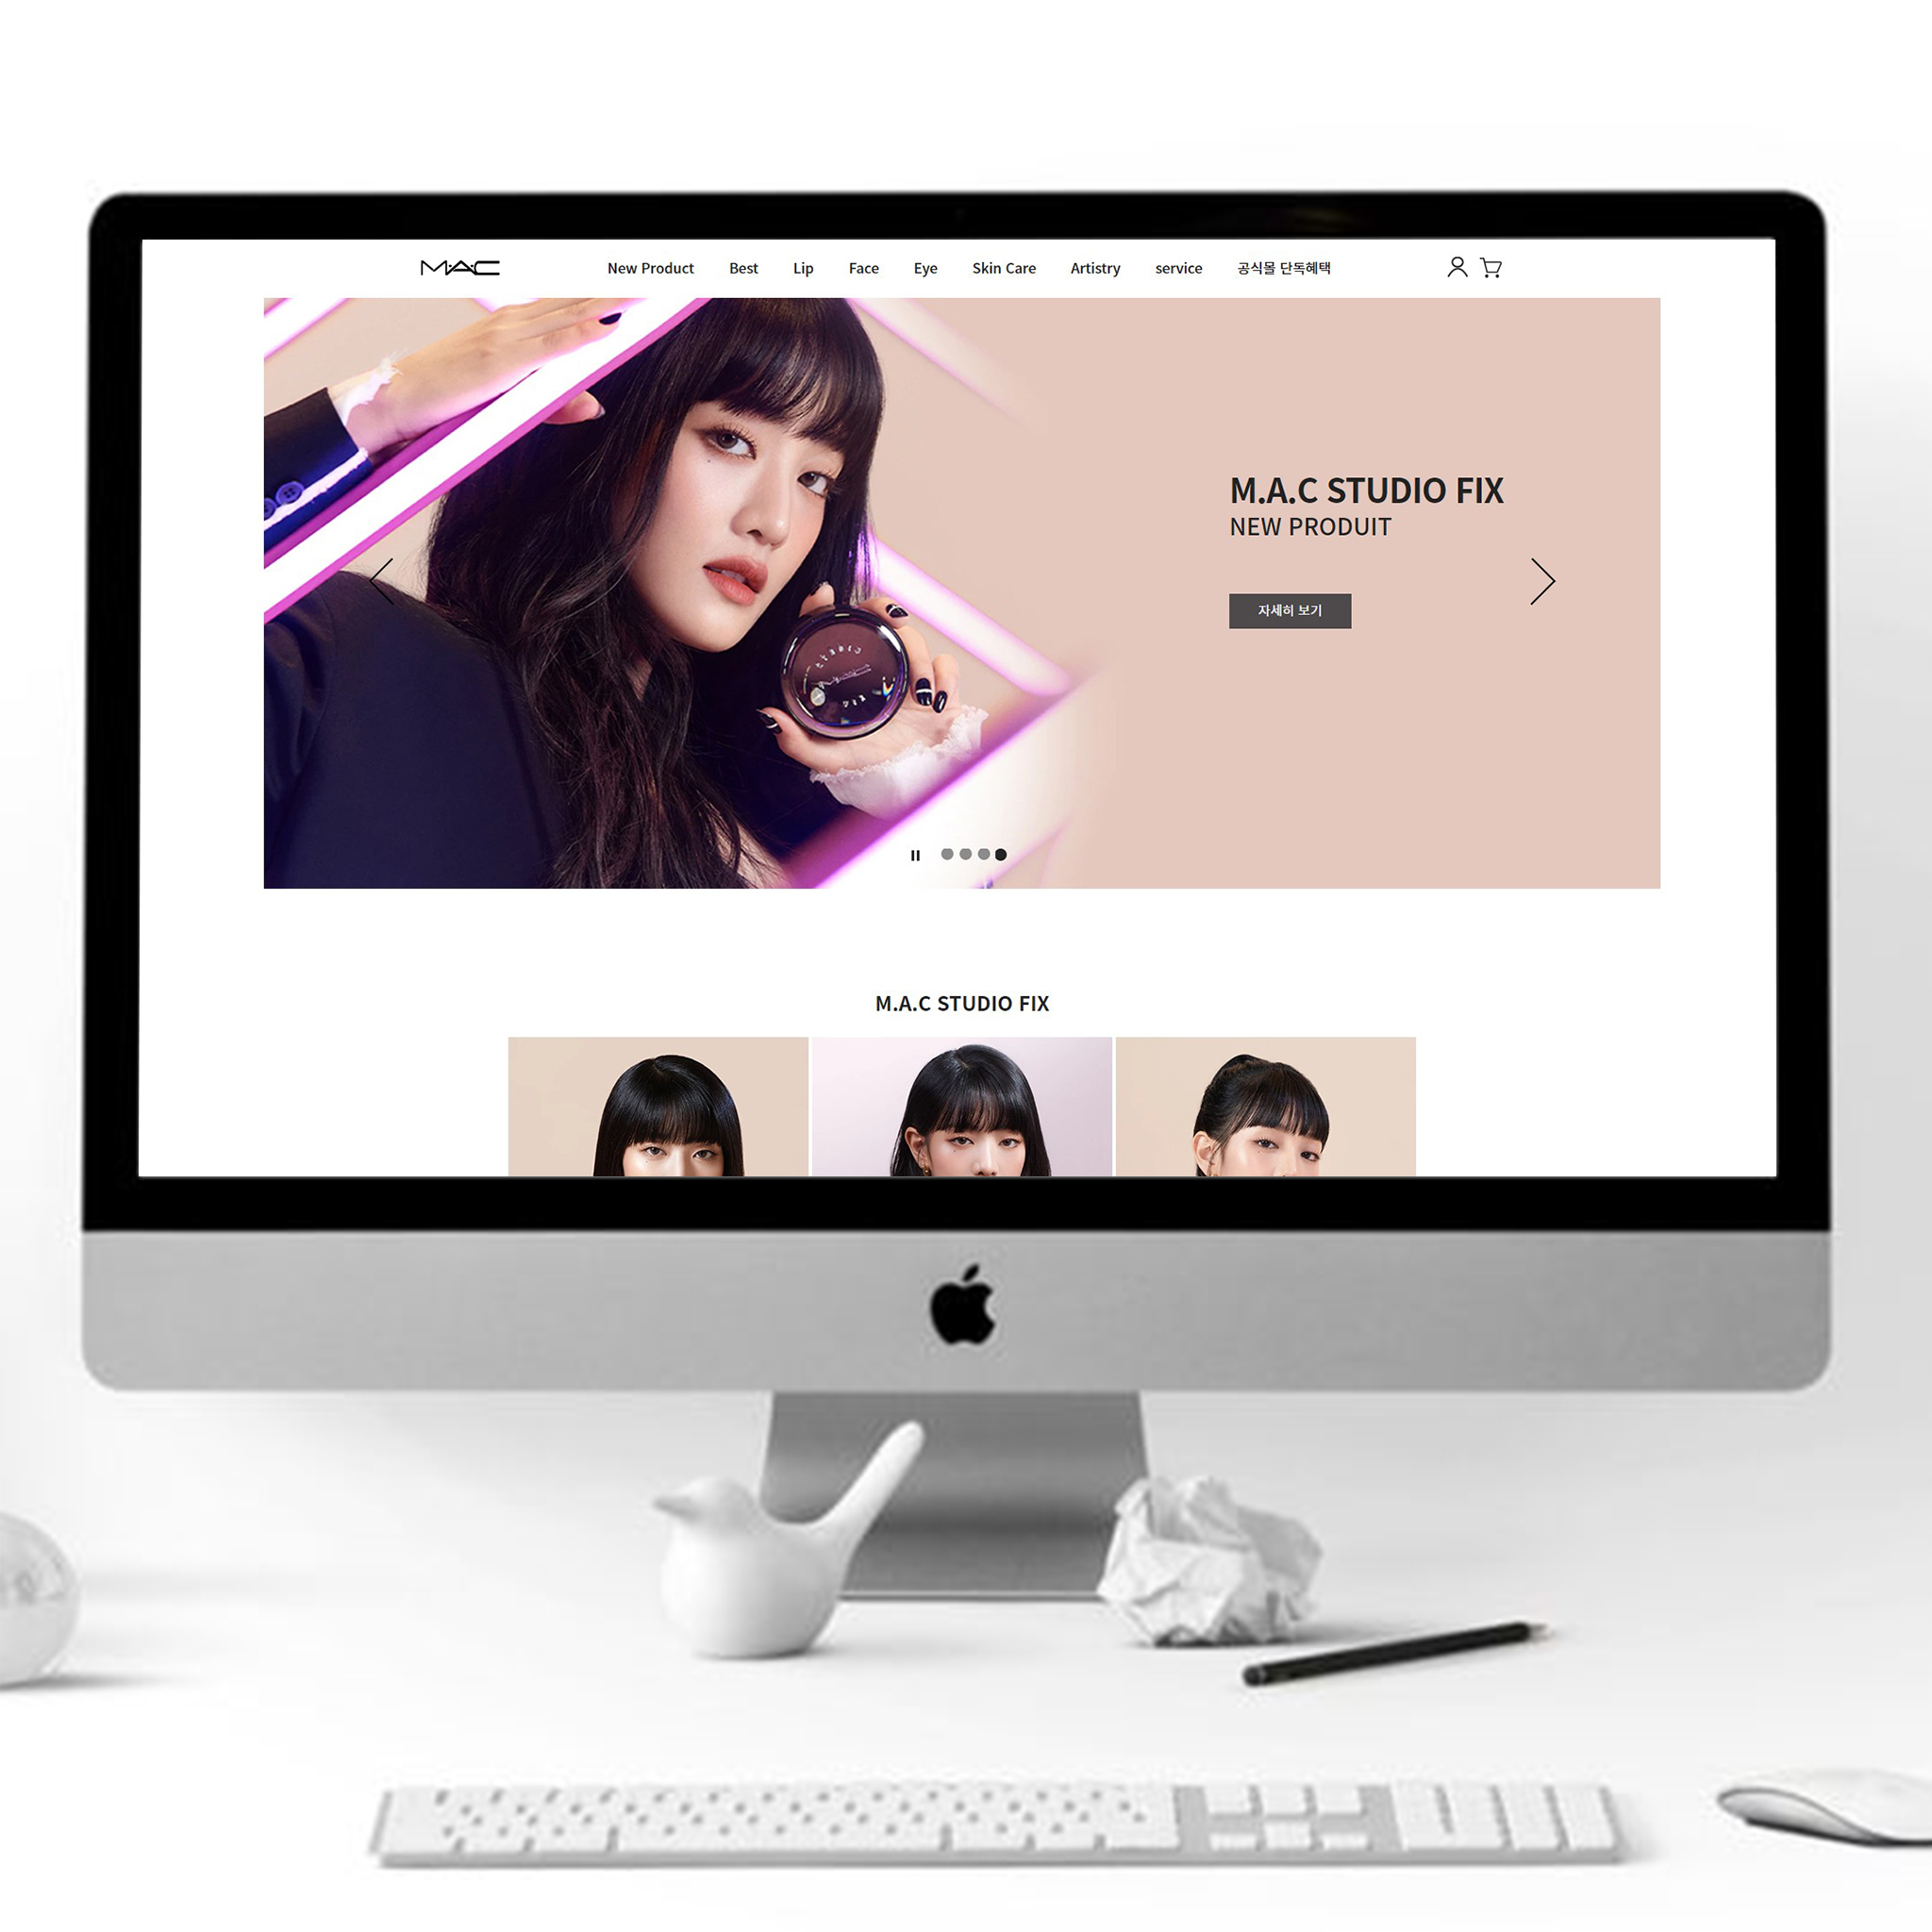 MAC
New Product Best Lip Face Eye Skin Care Artistry service 공식몰 단독혜택
M.A.C STUDIO FIX
NEW PRODUIT
자세히 보기
M.A.C STUDIO FIX